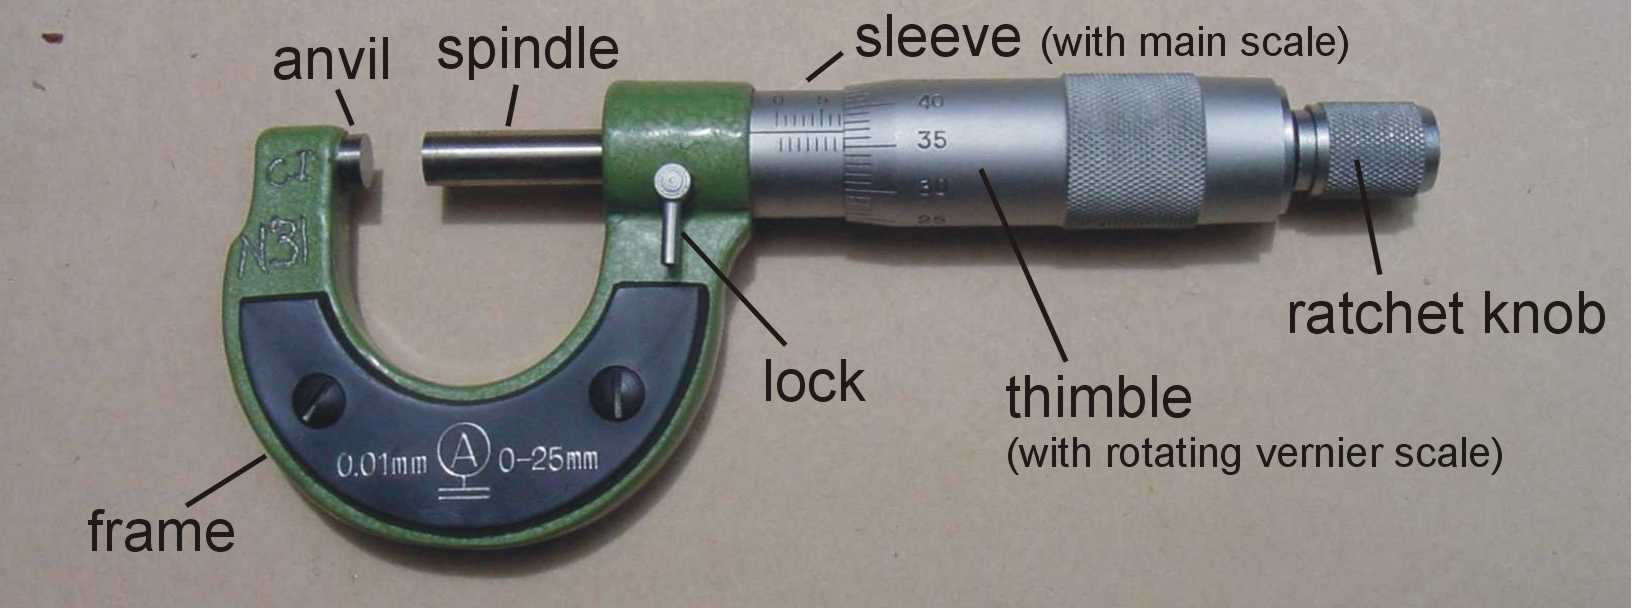 anvil
spindle
sleeve (with main scale)
0 5
40
35
30
25
CI
N31
ratchet knob
lock
thimble
(with rotating vernier scale)
0.01mm A 0-25mm
frame